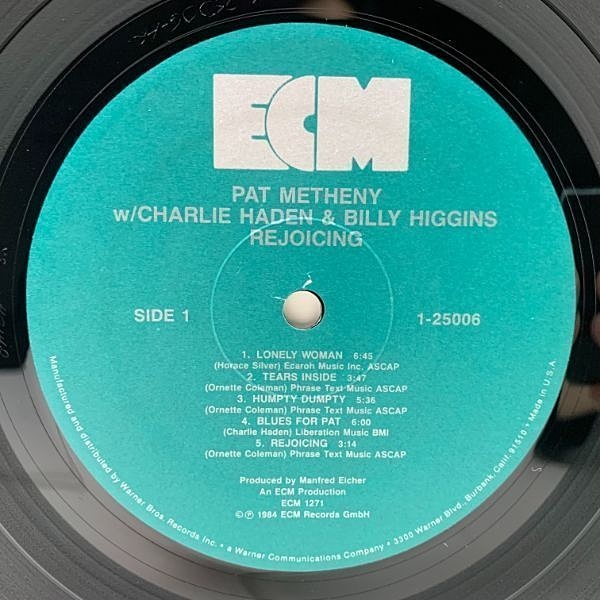 ECM
PAT METHENY
w/CHARLIE HADEN & BILLY HIGGINS
REJOICING
SIDE 1
1-25006
1. LONELY WOMAN 6:45
(Horace Silver) Ecaroh Music Inc. ASCAP
2. TEARS INSIDE 3:47
(Ornette Coleman) Phrase Text Music ASCAP
3. HUMPTY DUMPTY 5:36
(Ornette Coleman) Phrase Text Music ASCAP
4. BLUES FOR PAT 6:00
(Charlie Haden) Liberation Music BMI
5. REJOICING 3:14
(Ornette Coleman) Phrase Text Music ASCAP
Produced by Manfred Eicher
An ECM Production
ECM 1271
© ℗ 1984 ECM Records GmbH
Manufactured and distributed by Warner Bros. Records Inc. • a Warner Communications Company • 3300 Warner Blvd., Burbank, Calif. 91510 • Made in U.S.A.